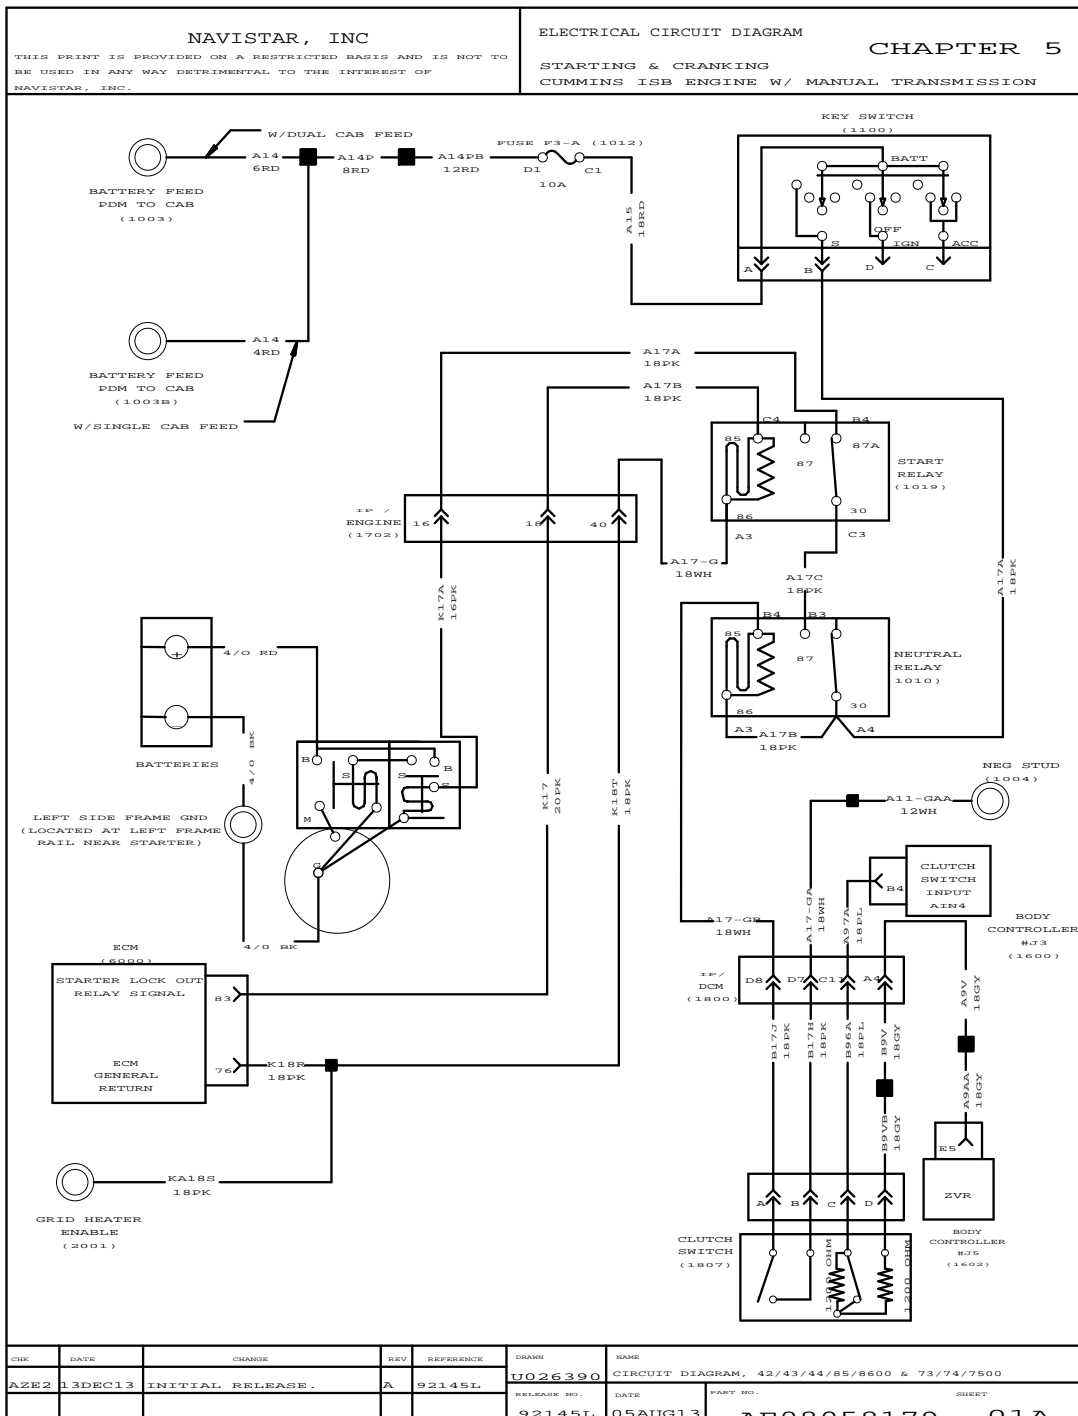 NAVISTAR, INC
THIS PRINT IS PROVIDED ON A RESTRICTED BASIS AND IS NOT TO
BE USED IN ANY WAY DETRIMENTAL TO THE INTEREST OF
NAVISTAR, INC.
ELECTRICAL CIRCUIT DIAGRAM
CHAPTER 5
STARTING & CRANKING
CUMMINS ISB ENGINE W/ MANUAL TRANSMISSION
KEY SWITCH
(1100)
W/DUAL CAB FEED
A14
6RD
A14P
8RD
A14PB
12RD
FUSE F3-A (1012)
D1
C1
10A
BATTERY FEED
PDM TO CAB
(1003)
A15
18RD
BATT
OFF
S
IGN
ACC
A
B
D
C
A14
4RD
BATTERY FEED
PDM TO CAB
(1003B)
W/SINGLE CAB FEED
A17A
18PK
A17B
18PK
C4
B4
85
87
87A
START
RELAY
(1019)
86
30
A3
C3
IP /
ENGINE
(1702)
16
18
40
A17-G
18WH
A17C
18PK
A17A
18PK
K17A
16PK
B4
B3
85
87
NEUTRAL
RELAY
1010)
86
30
A3
A4
A17B
18PK
+
4/0 RD
-
BATTERIES
4/0 BK
B
S
S
B
S
M
G
K17
20PK
K18T
18PK
NEG STUD
(1004)
A11-GAA
12WH
LEFT SIDE FRAME GND
(LOCATED AT LEFT FRAME
RAIL NEAR STARTER)
4/0 BK
CLUTCH
SWITCH
INPUT
AIN4
B4
BODY
CONTROLLER
#J3
(1600)
A17-GB
18WH
A17-GA
18WH
A97A
18PL
ECM
(6000)
STARTER LOCK OUT
RELAY SIGNAL
83
ECM
GENERAL
RETURN
76
K18R
18PK
IP/
DCM
(1800)
D8
D7
C11
A4
A9V
18GY
B17J
18PK
B17H
18PK
B96A
18PL
B9V
18GY
A9AA
18GY
B9VB
18GY
KA18S
18PK
GRID HEATER
ENABLE
(2001)
E5
ZVR
BODY
CONTROLLER
#J5
(1602)
A
B
C
D
CLUTCH
SWITCH
(1807)
1200 OHM
1200 OHM
CHK
DATE
CHANGE
REV
REFERENCE
DRAWN
NAME
AZE2
13DEC13
INITIAL RELEASE.
A
92145L
U026390
CIRCUIT DIAGRAM, 42/43/44/85/8600 & 73/74/7500
RELEASE NO.
DATE
PART NO.
SHEET
92145L
05AUG13
01A